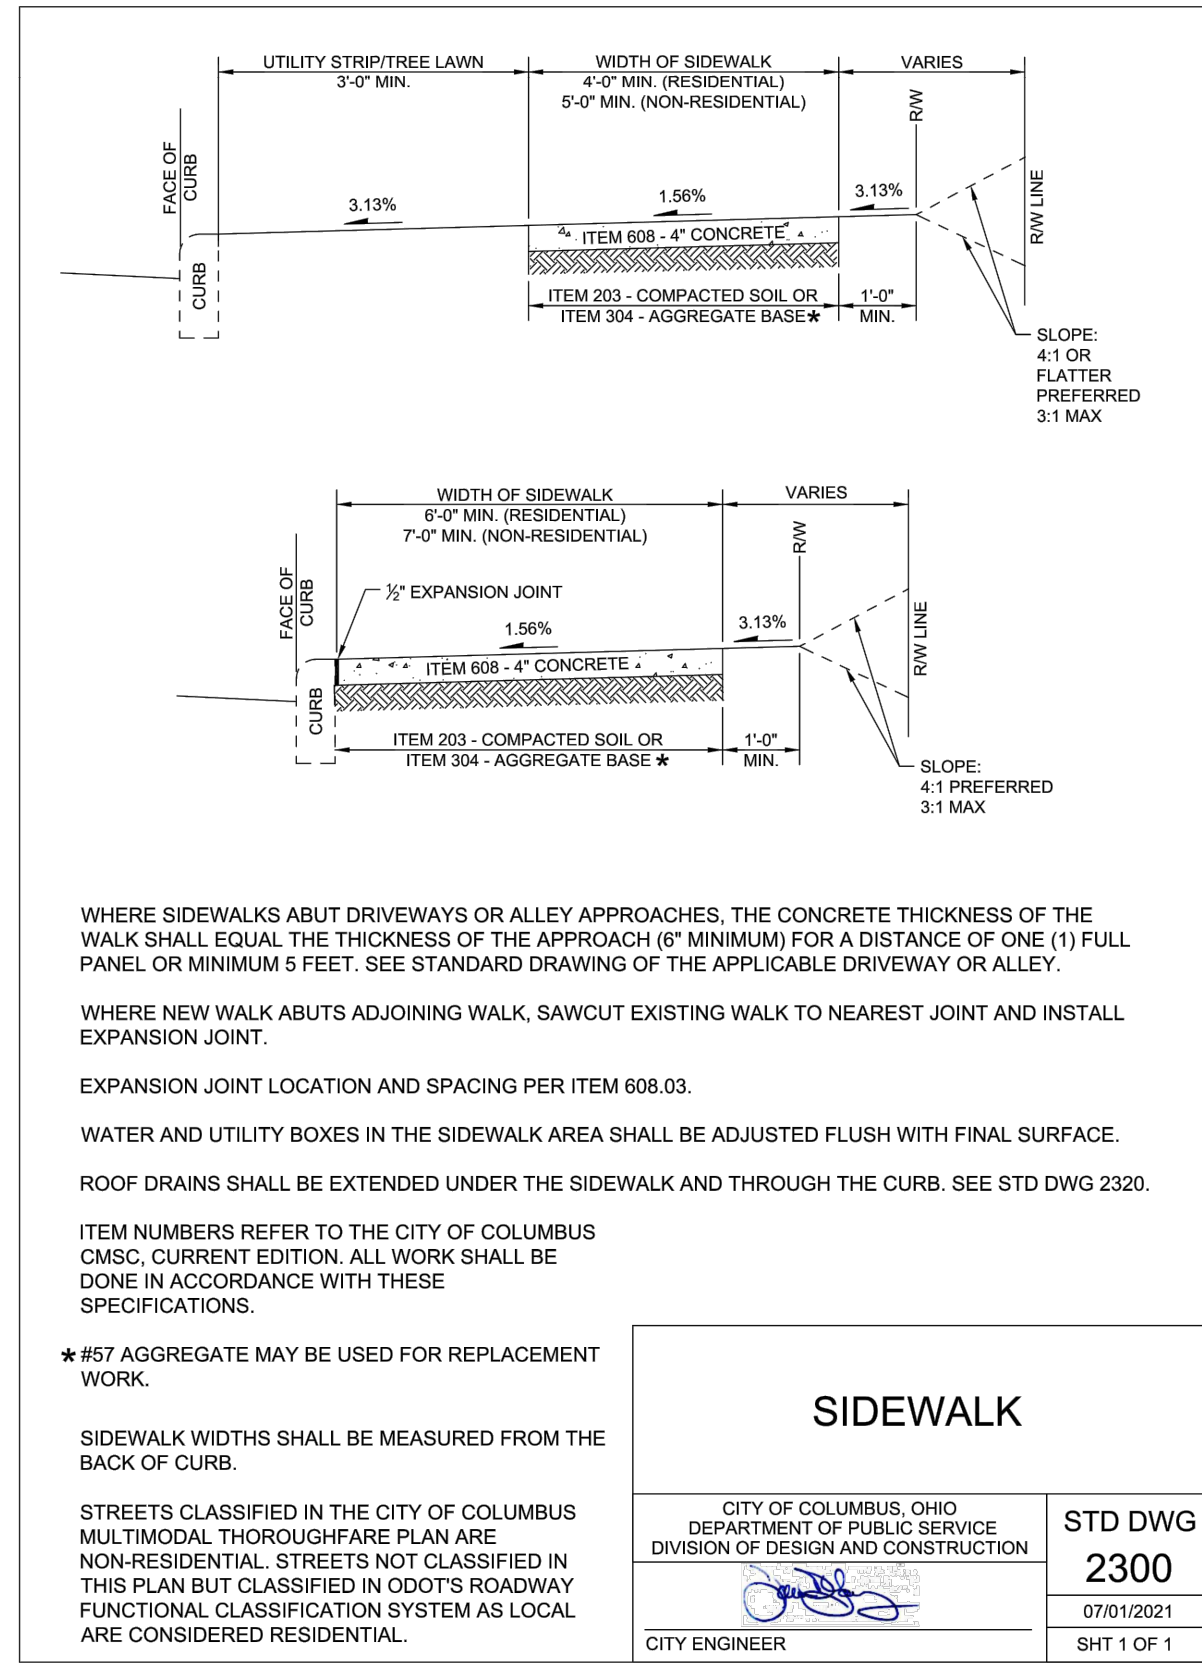 UTILITY STRIP/TREE LAWN
3'-0" MIN.
WIDTH OF SIDEWALK
4'-0" MIN. (RESIDENTIAL)
5'-0" MIN. (NON-RESIDENTIAL)
VARIES
R/W
FACE OF
CURB
3.13%
1.56%
3.13%
R/W LINE
ITEM 608 - 4" CONCRETE
CURB
ITEM 203 - COMPACTED SOIL OR
ITEM 304 - AGGREGATE BASE*
1'-0"
MIN.
SLOPE:
4:1 OR
FLATTER
PREFERRED
3:1 MAX
WIDTH OF SIDEWALK
6'-0" MIN. (RESIDENTIAL)
7'-0" MIN. (NON-RESIDENTIAL)
VARIES
R/W
FACE OF
CURB
½" EXPANSION JOINT
1.56%
3.13%
R/W LINE
ITEM 608 - 4" CONCRETE
CURB
ITEM 203 - COMPACTED SOIL OR
ITEM 304 - AGGREGATE BASE *
1'-0"
MIN.
SLOPE:
4:1 PREFERRED
3:1 MAX
WHERE SIDEWALKS ABUT DRIVEWAYS OR ALLEY APPROACHES, THE CONCRETE THICKNESS OF THE
WALK SHALL EQUAL THE THICKNESS OF THE APPROACH (6" MINIMUM) FOR A DISTANCE OF ONE (1) FULL
PANEL OR MINIMUM 5 FEET. SEE STANDARD DRAWING OF THE APPLICABLE DRIVEWAY OR ALLEY.
WHERE NEW WALK ABUTS ADJOINING WALK, SAWCUT EXISTING WALK TO NEAREST JOINT AND INSTALL
EXPANSION JOINT.
EXPANSION JOINT LOCATION AND SPACING PER ITEM 608.03.
WATER AND UTILITY BOXES IN THE SIDEWALK AREA SHALL BE ADJUSTED FLUSH WITH FINAL SURFACE.
ROOF DRAINS SHALL BE EXTENDED UNDER THE SIDEWALK AND THROUGH THE CURB. SEE STD DWG 2320.
ITEM NUMBERS REFER TO THE CITY OF COLUMBUS
CMSC, CURRENT EDITION. ALL WORK SHALL BE
DONE IN ACCORDANCE WITH THESE
SPECIFICATIONS.
* #57 AGGREGATE MAY BE USED FOR REPLACEMENT
WORK.
SIDEWALK WIDTHS SHALL BE MEASURED FROM THE
BACK OF CURB.
STREETS CLASSIFIED IN THE CITY OF COLUMBUS
MULTIMODAL THOROUGHFARE PLAN ARE
NON-RESIDENTIAL. STREETS NOT CLASSIFIED IN
THIS PLAN BUT CLASSIFIED IN ODOT'S ROADWAY
FUNCTIONAL CLASSIFICATION SYSTEM AS LOCAL
ARE CONSIDERED RESIDENTIAL.
SIDEWALK
CITY OF COLUMBUS, OHIO
DEPARTMENT OF PUBLIC SERVICE
DIVISION OF DESIGN AND CONSTRUCTION
CITY ENGINEER
STD DWG
2300
07/01/2021
SHT 1 OF 1